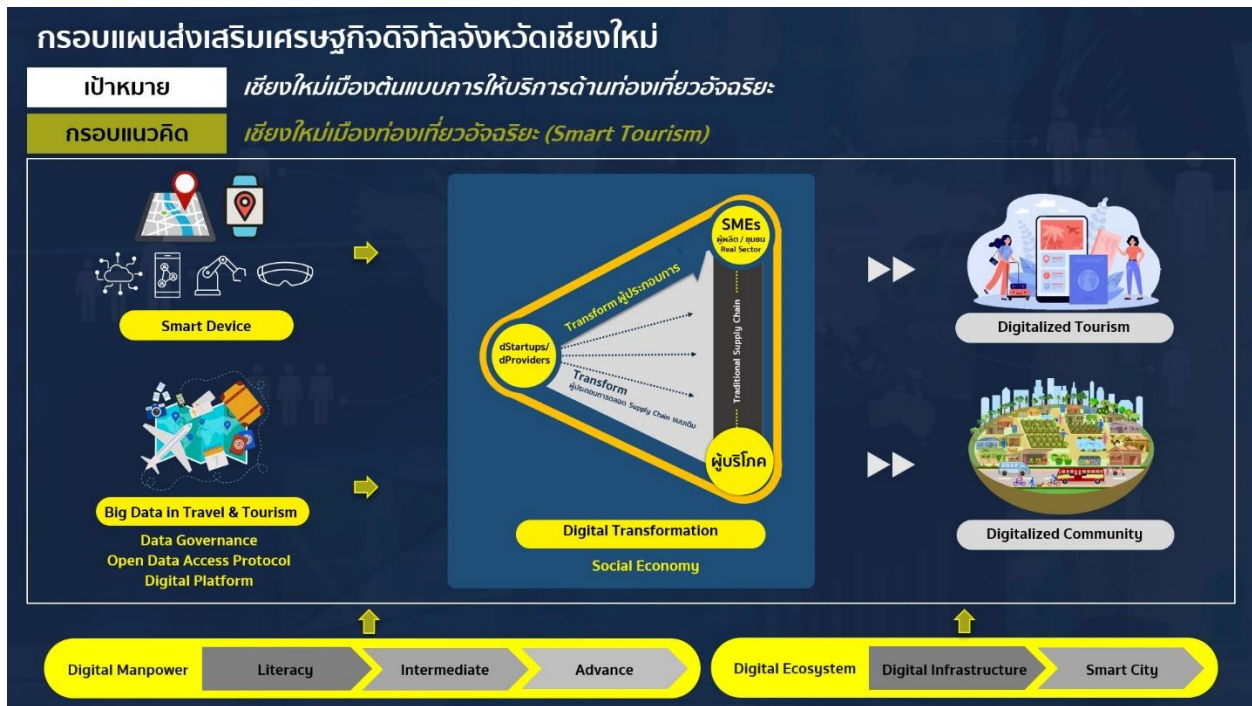 กรอบแผนส่งเสริมเศรษฐกิจดิจิทัลจังหวัดเชียงใหม่
เป้าหมาย
เชียงใหม่เมืองต้นแบบการให้บริการด้านท่องเที่ยวอัจฉริยะ
กรอบแนวคิด
เชียงใหม่เมืองท่องเที่ยวอัจฉริยะ (Smart Tourism)
Smart Device
Big Data in Travel & Tourism
Data Governance
Open Data Access Protocol
Digital Platform
SMEs
ผู้ผลิต / ชุมชน
Real Sector
Transform ผู้ประกอบการ
dStartups/
dProviders
Transform
ผู้ประกอบการตลอด Supply Chain แบบเดิม
Traditional Supply Chain
ผู้บริโภค
Digital Transformation
Social Economy
PASSPORT
Digitalized Tourism
Digitalized Community
Digital Manpower
Literacy
Intermediate
Advance
Digital Ecosystem
Digital Infrastructure
Smart City